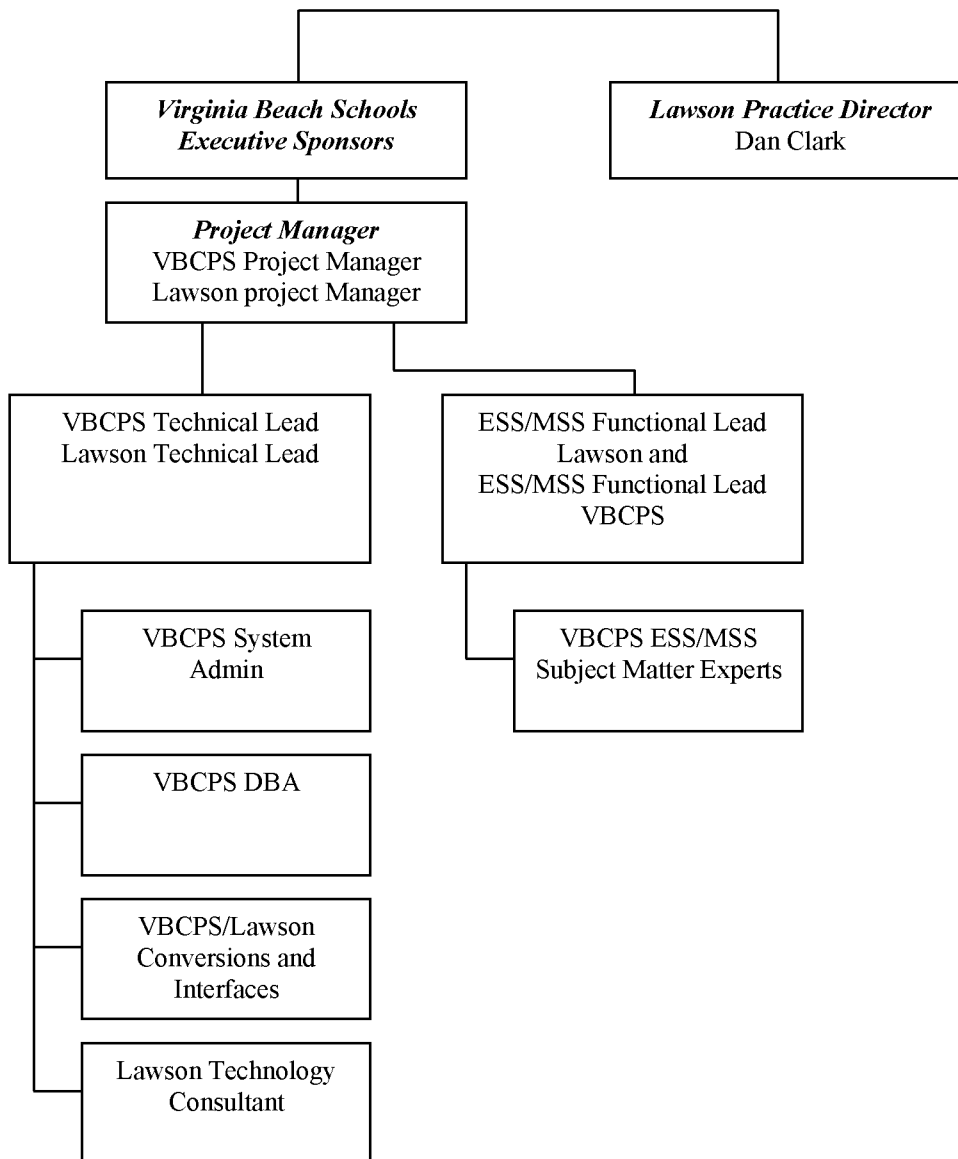 Virginia Beach Schools
Executive Sponsors
Lawson Practice Director
Dan Clark
Project Manager
VBCPS Project Manager
Lawson project Manager
VBCPS Technical Lead
Lawson Technical Lead
ESS/MSS Functional Lead
Lawson and
ESS/MSS Functional Lead
VBCPS
VBCPS System
Admin
VBCPS ESS/MSS
Subject Matter Experts
VBCPS DBA
VBCPS/Lawson
Conversions and
Interfaces
Lawson Technology
Consultant